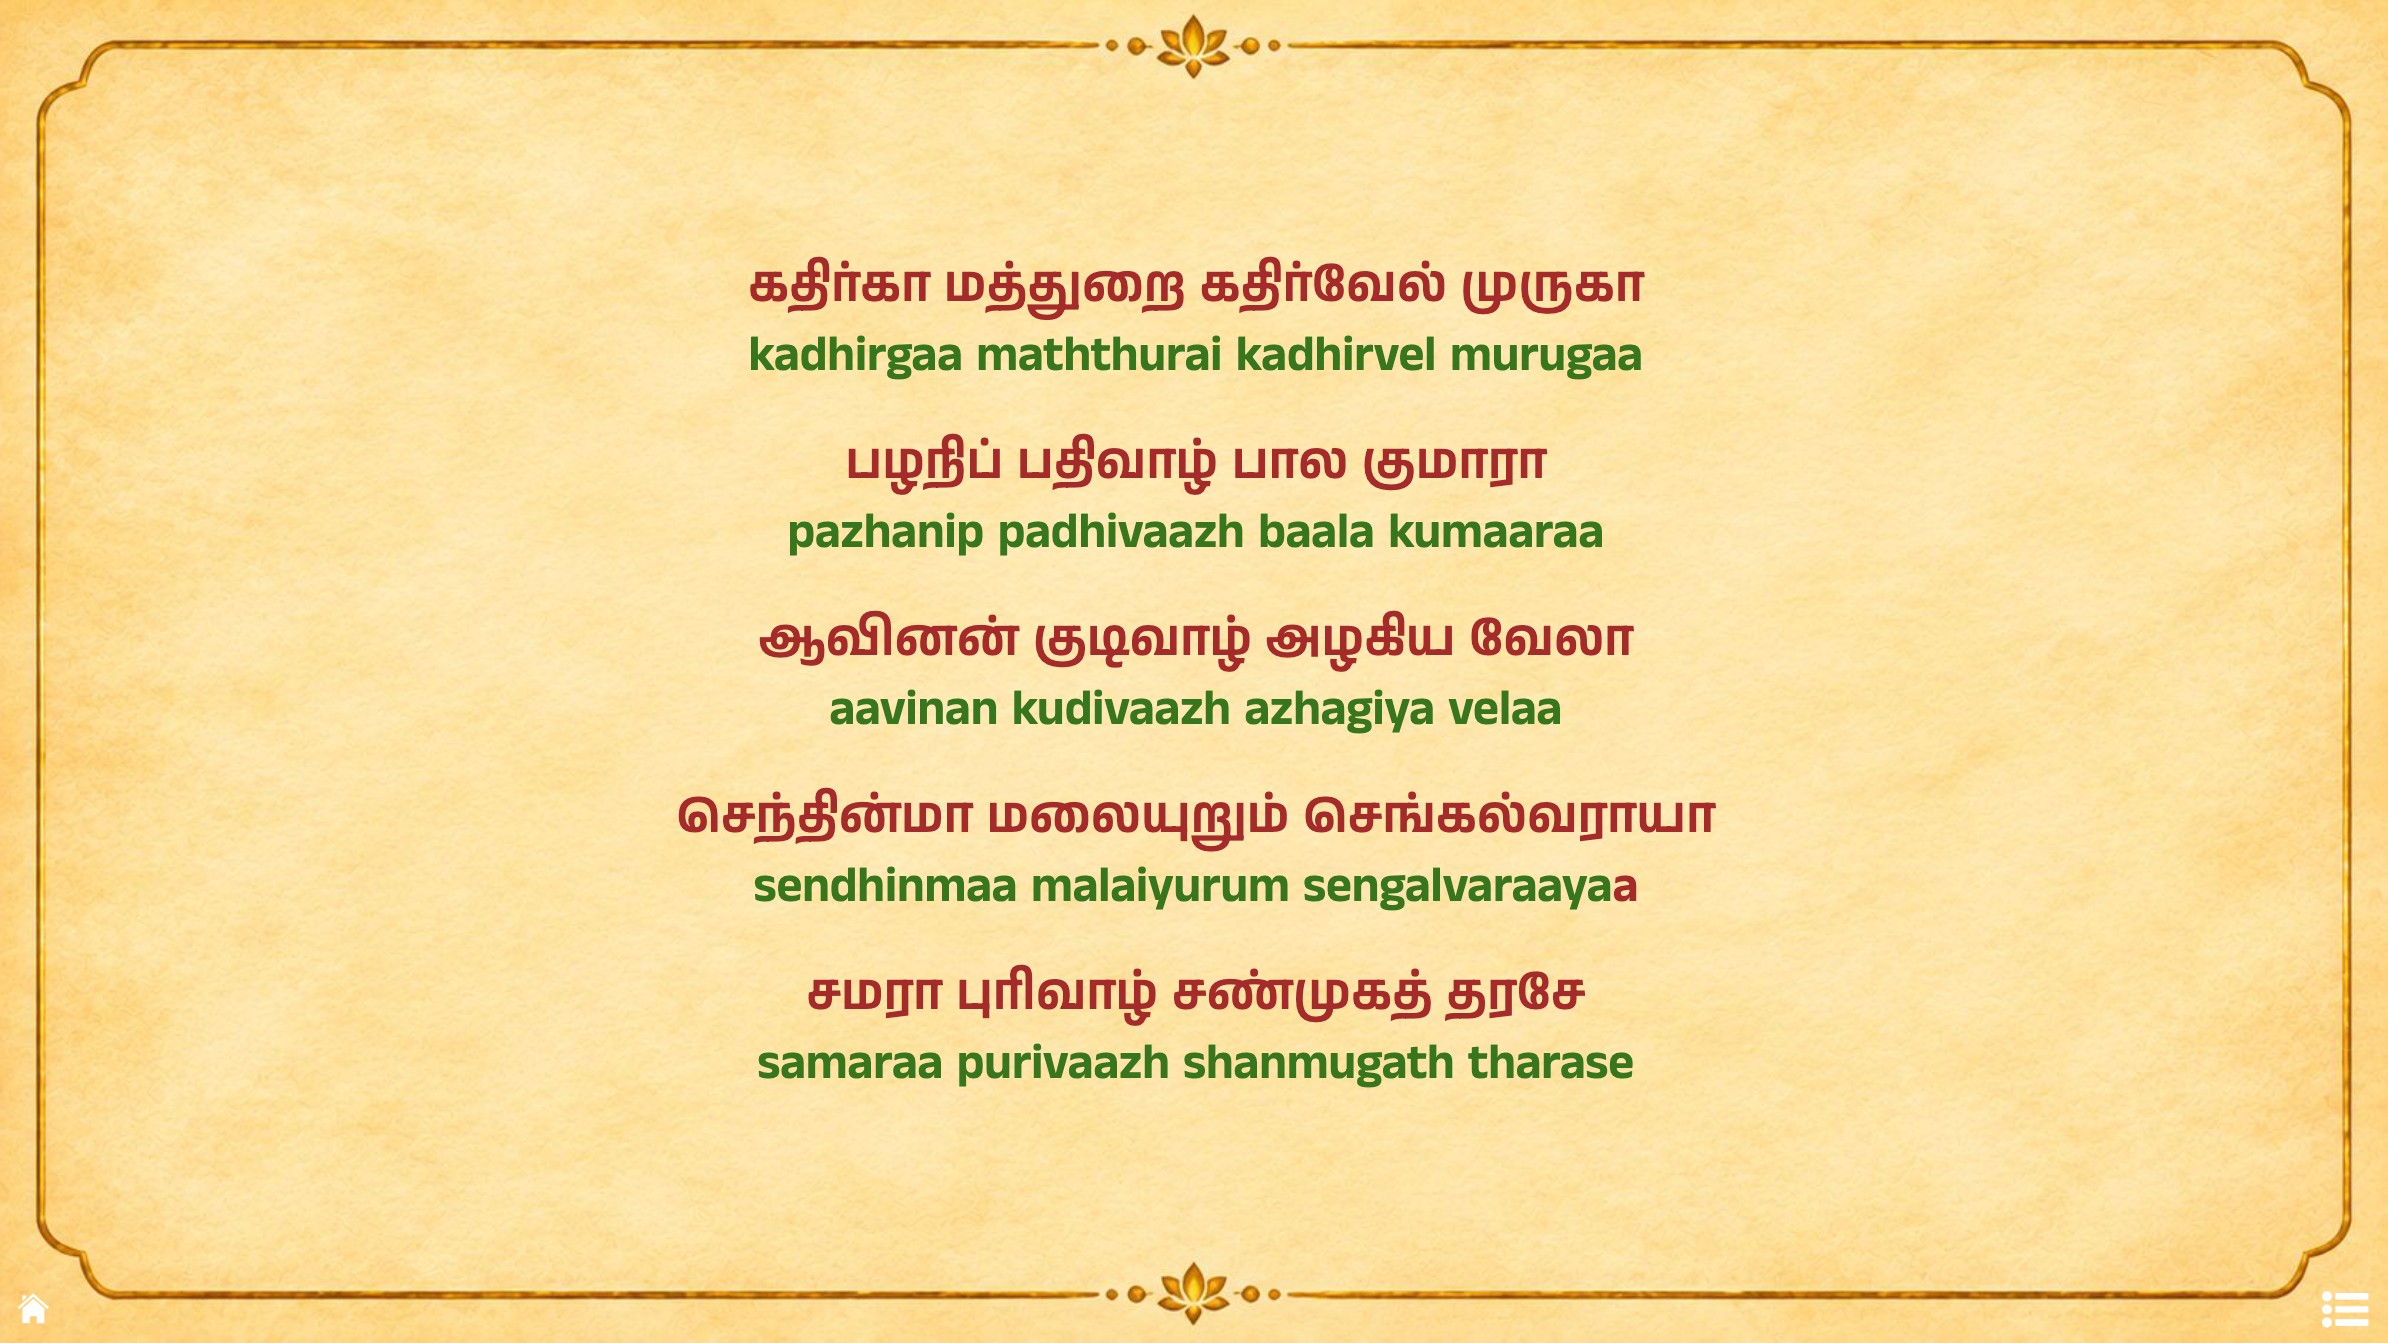 கதிர்கா மத்துறை கதிர்வேல் முருகா
kadhirgaa maththurai kadhirvel murugaa
பழநிப் பதிவாழ் பால குமாரா
pazhanip padhivaazh baala kumaaraa
ஆவினன் குடிவாழ் அழகிய வேலா
aavinan kudivaazh azhagiya velaa
செந்தின்மா மலையுறும் செங்கல்வராயா
sendhinmaa malaiyurum sengalvaraayaa
சமரா புரிவாழ் சண்முகத் தரசே
samaraa purivaazh shanmugath tharase